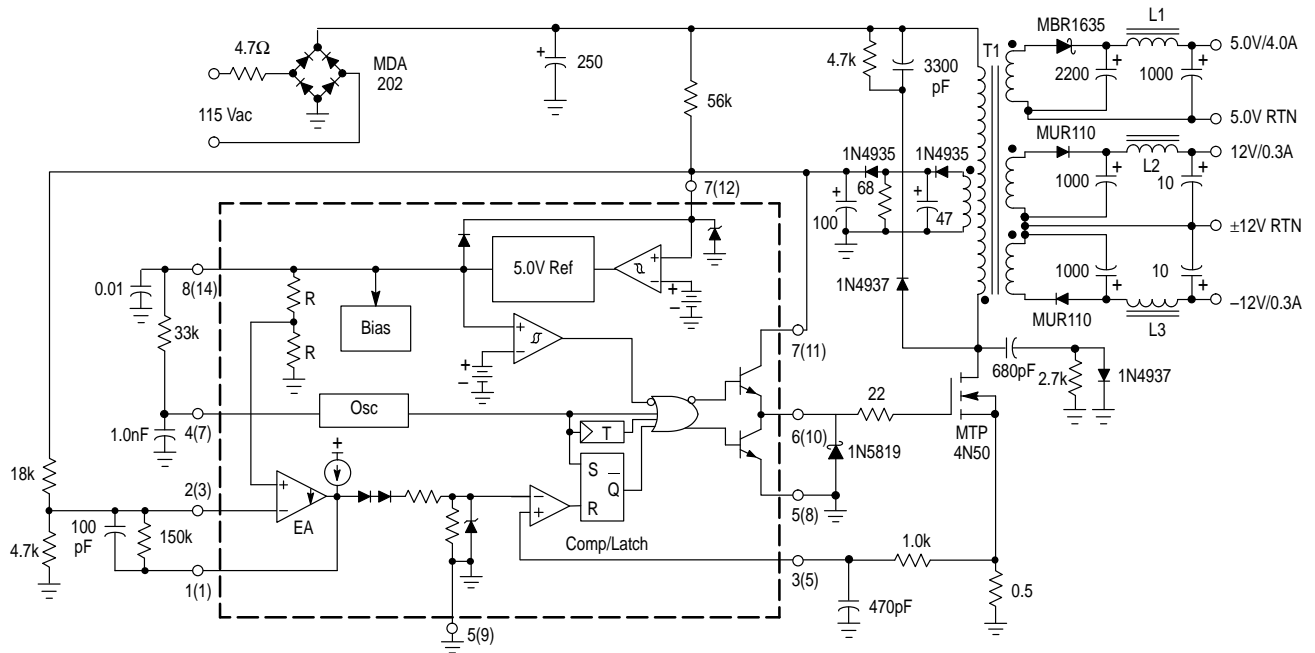 4.7Ω
MDA
202
115 Vac
+
250
56k
4.7k
3300
pF
T1
MBR1635
L1
+
2200
+
1000
5.0V/4.0A
5.0V RTN
MUR110
+
1000
L2
+
10
12V/0.3A
±12V RTN
1000
+
10
+
MUR110
L3
–12V/0.3A
1N4935
1N4935
+
100
68
+
47
7(12)
1N4937
0.01
8(14)
33k
R
R
Bias
5.0V Ref
+
–
+
–
+
–
+
–
7(11)
680pF
2.7k
1N4937
1.0nF
4(7)
Osc
T
22
6(10)
1N5819
MTP
4N50
5(8)
18k
4.7k
100
pF
150k
2(3)
+
–
EA
+
1(1)
S
R
Q
–
+
Comp/Latch
3(5)
1.0k
470pF
0.5
5(9)